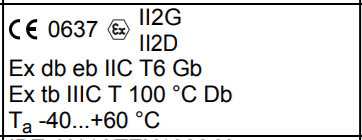 CE 0637 Ex II2G
II2D
Ex db eb IIC T6 Gb
Ex tb IIIC T 100 °C Db
Ta -40...+60 °C